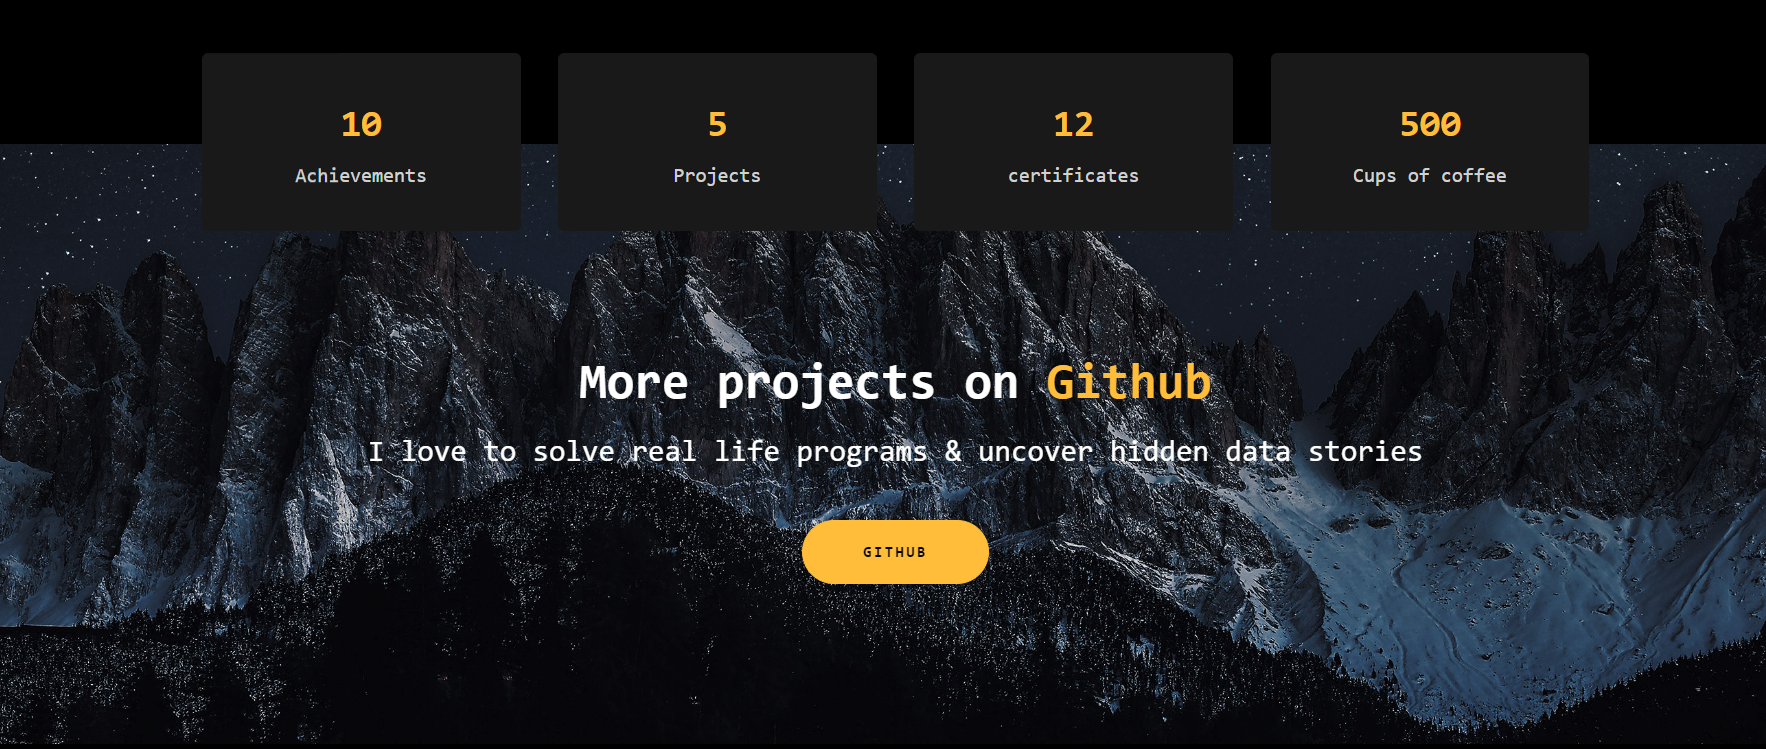 10
Achievements
5
Projects
12
certificates
500
Cups of coffee
More projects on Github
I love to solve real life programs & uncover hidden data stories
GITHUB